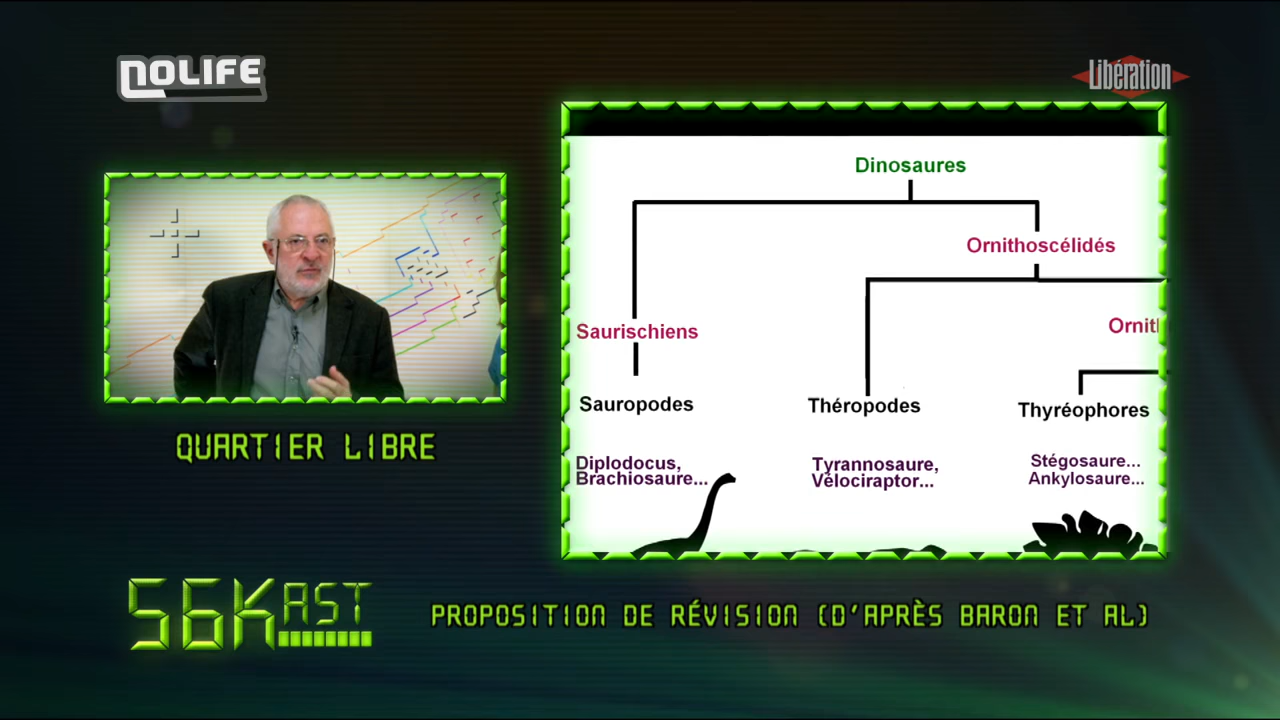 NOLIFE
Libération
Dinosaures
Ornithoscélidés
Saurischiens
Ornith
Sauropodes
Théropodes
Thyréophores
Diplodocus,
Brachiosaure...
Tyrannosaure,
Vélociraptor...
Stégosaure...
Ankylosaure...
QUARTIER LIBRE
56KAST
PROPOSITION DE RÉVISION (D'APRÈS BARON ET AL)